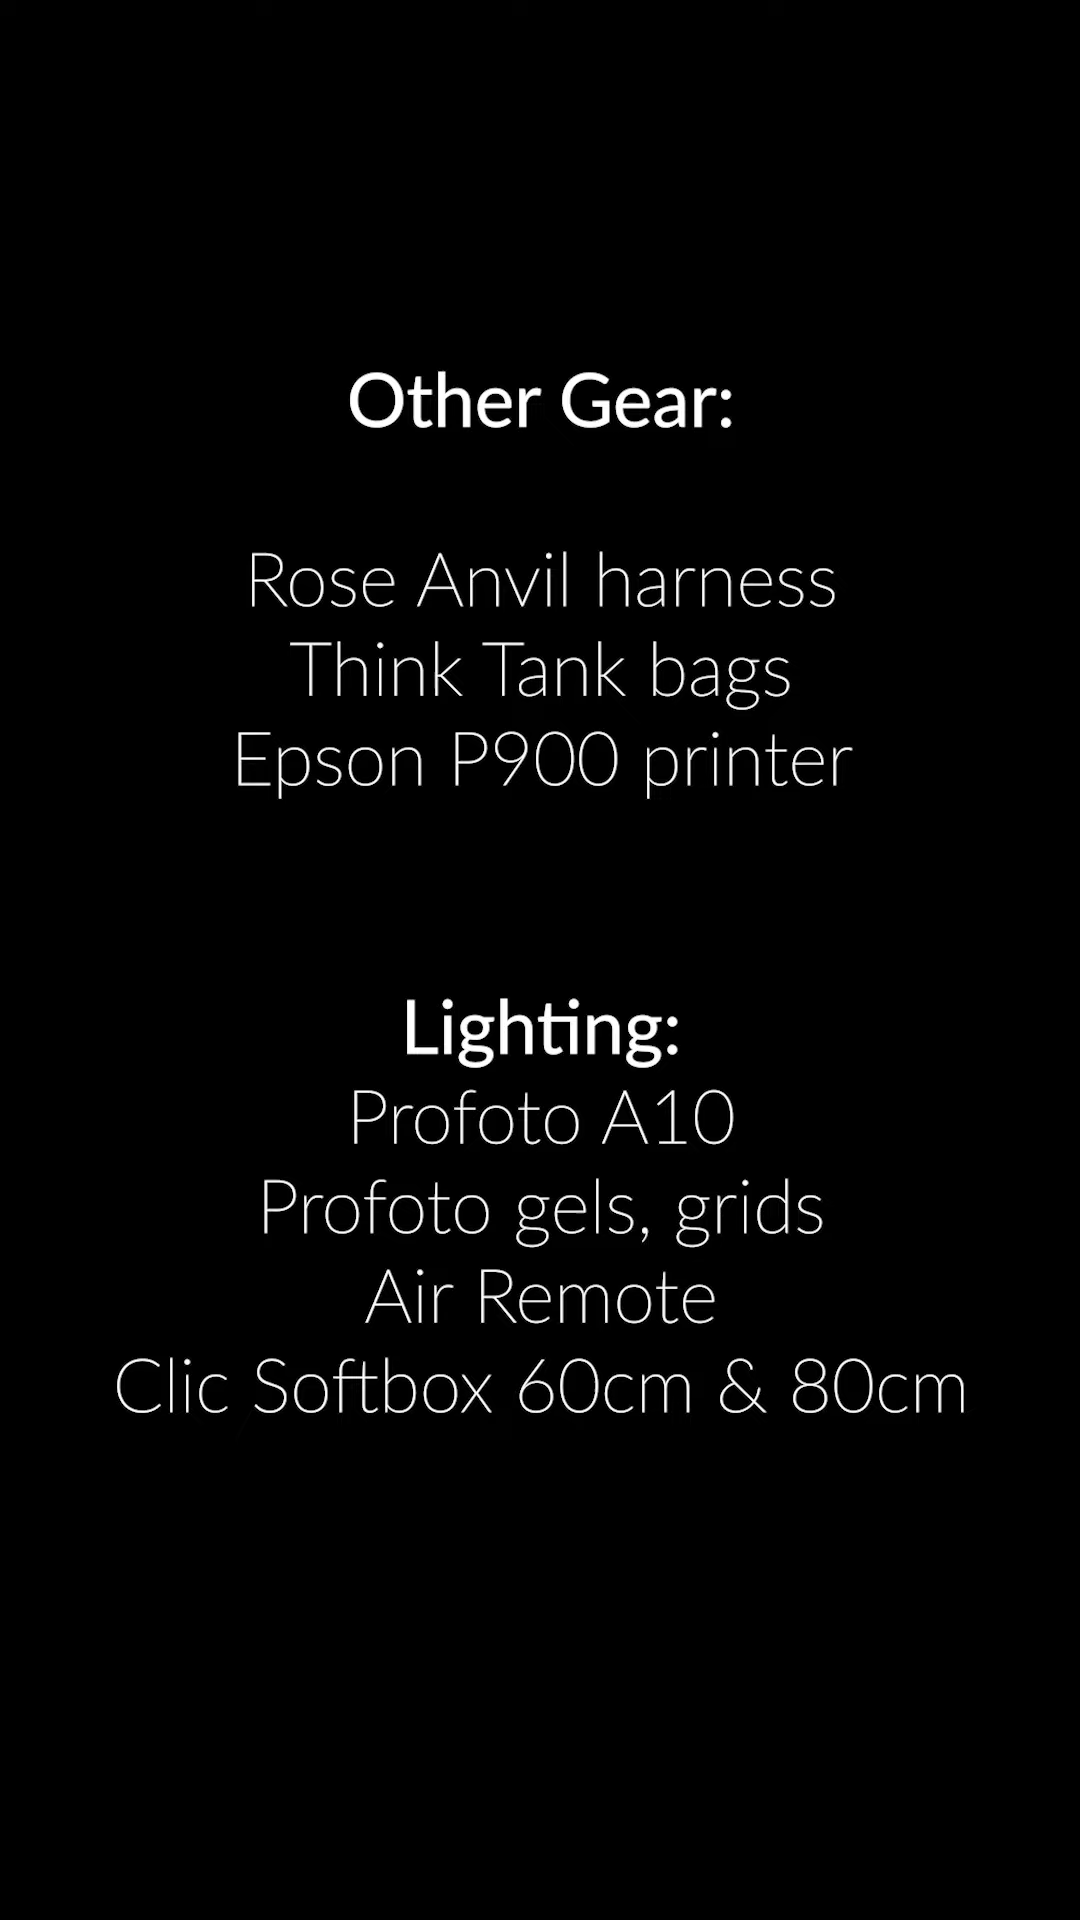 Other Gear:
Rose Anvil harness
Think Tank bags
Epson P900 printer
Lighting:
Profoto A10
Profoto gels, grids
Air Remote
Clic Softbox 60cm & 80cm